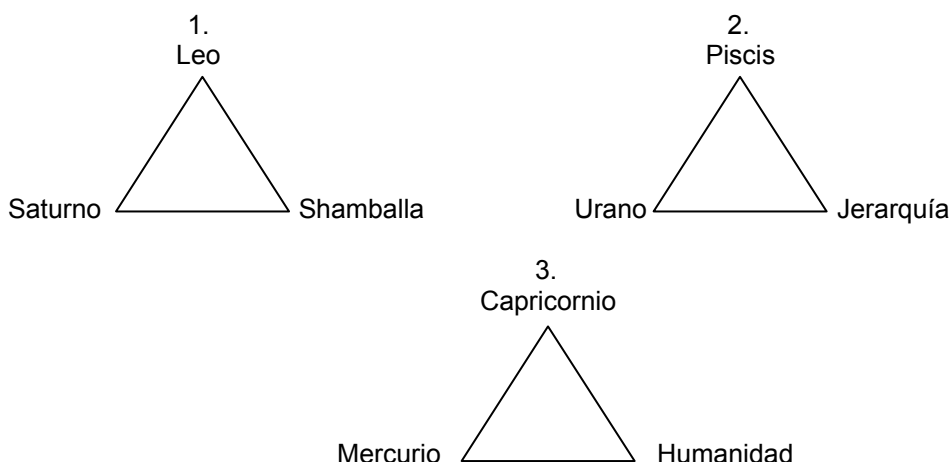 1.
Leo
Saturno
Shamballa
2.
Piscis
Urano
Jerarquía
3.
Capricornio
Mercurio
Humanidad